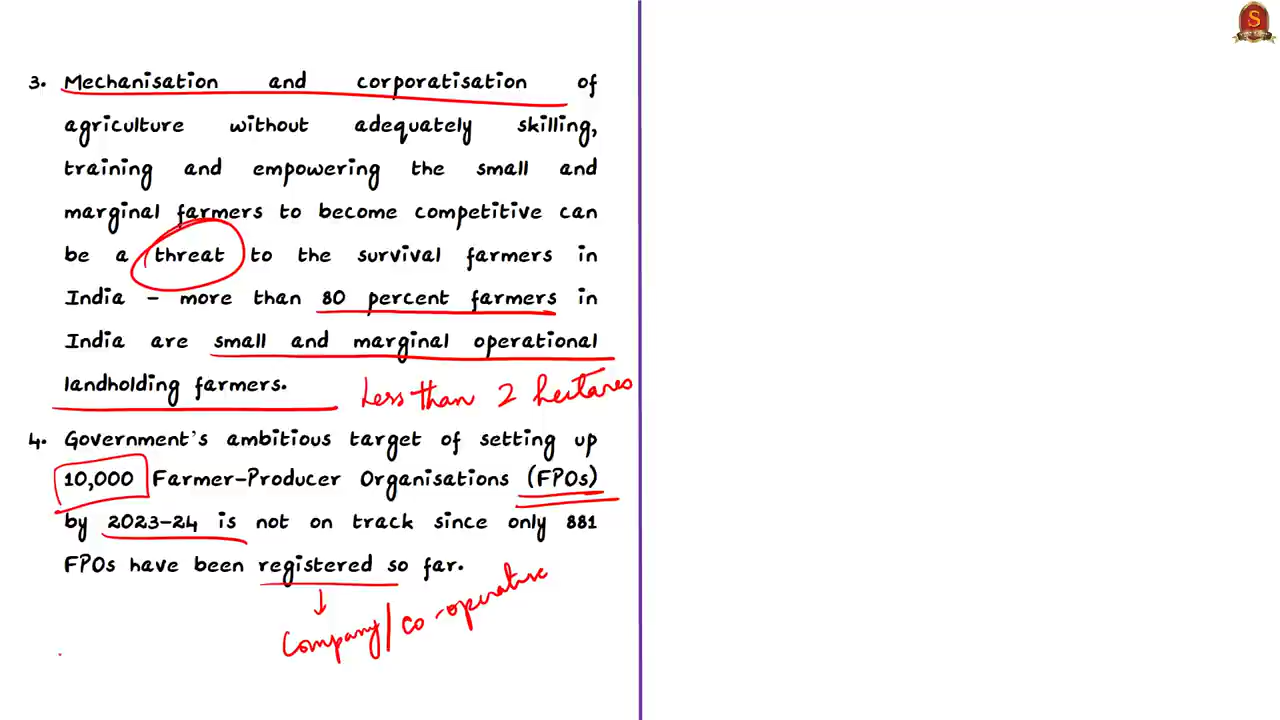 3. Mechanisation and corporatisation of
agriculture without adequately skilling,
training and empowering the small and
marginal farmers to become competitive can
be a threat to the survival farmers in
India - more than 80 percent farmers in
India are small and marginal operational
landholding farmers.
Less than 2 hectares
4. Government's ambitious target of setting up
10,000 Farmer-Producer Organisations (FPOs)
by 2023-24 is not on track since only 881
FPOs have been registered so far.
Company/ Co-operative
S